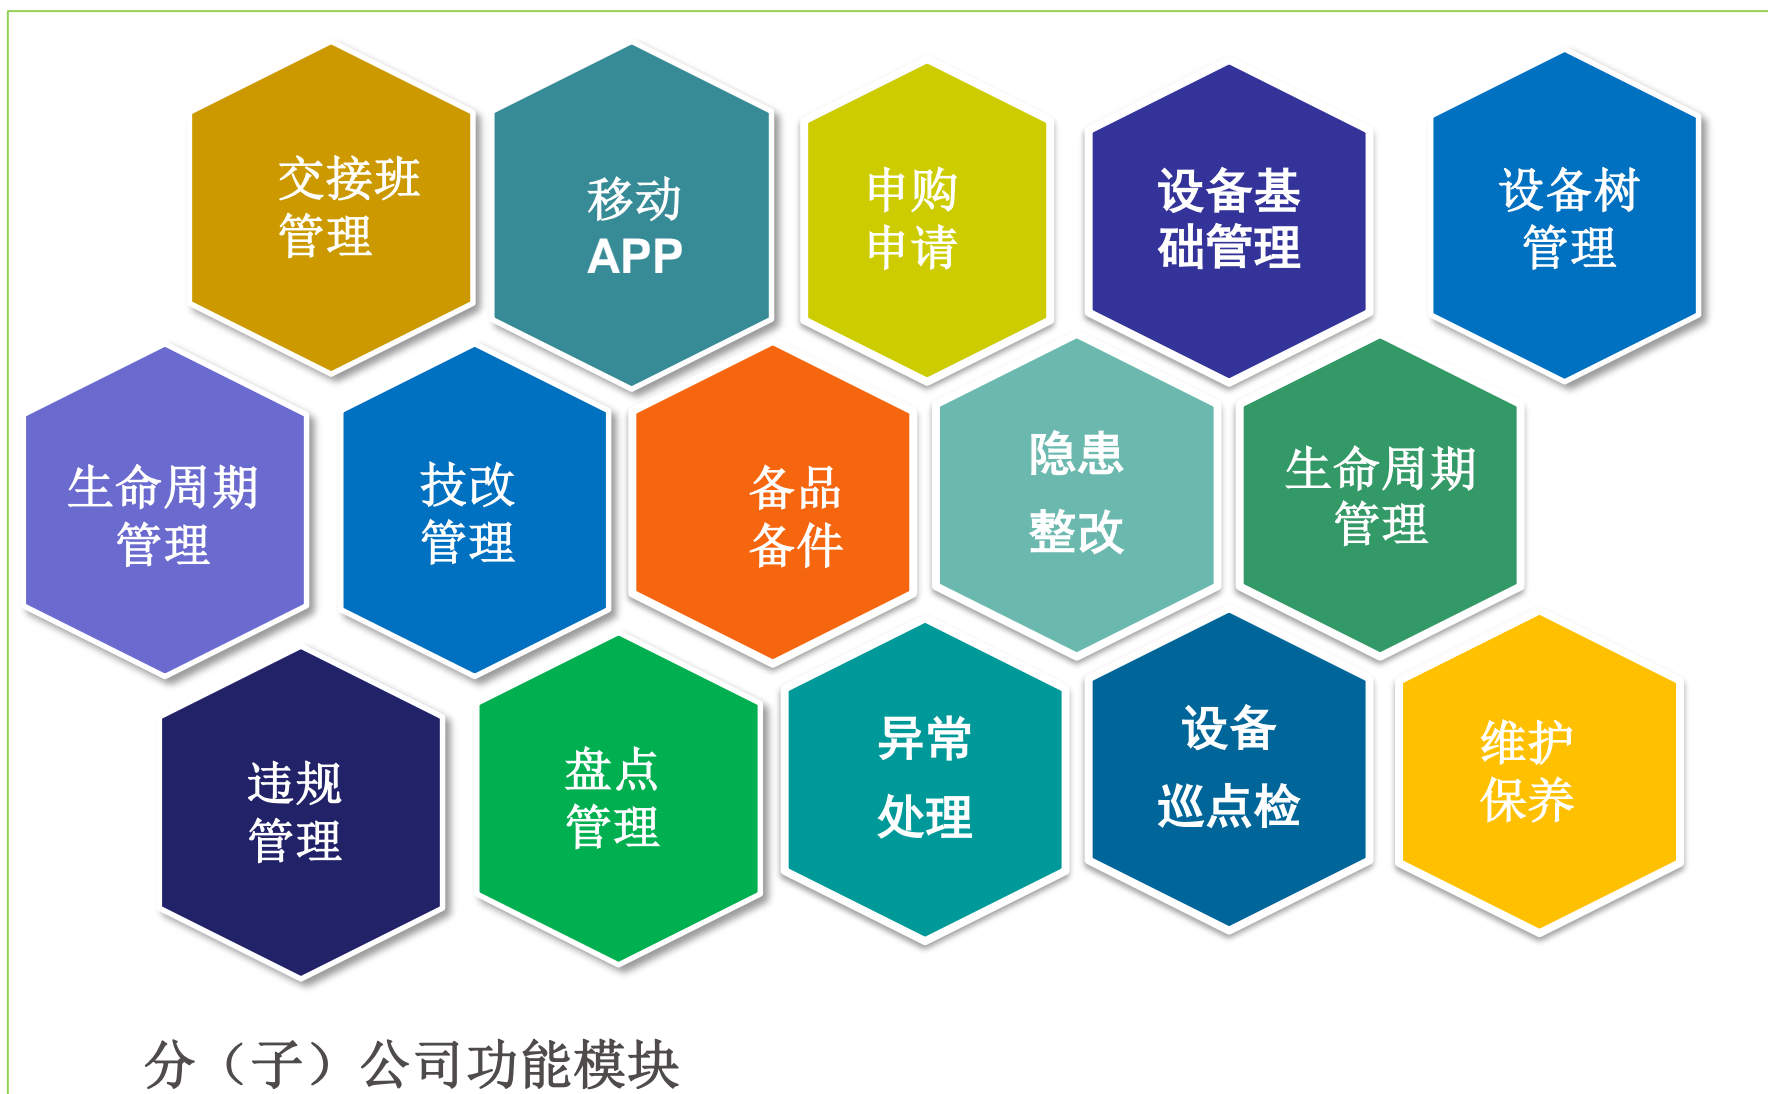 交接班
管理
移动
APP
申购
申请
设备基
础管理
设备树
管理
生命周期
管理
技改
管理
备品
备件
隐患
整改
生命周期
管理
违规
管理
盘点
管理
异常
处理
设备
巡点检
维护
保养
分（子）公司功能模块